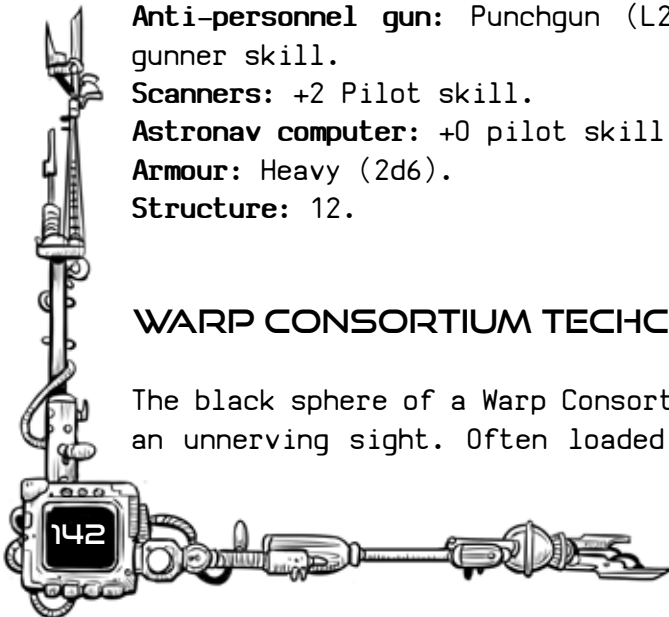 Anti-personnel gun: Punchgun (L2
gunner skill.
Scanners: +2 Pilot skill.
Astronav computer: +0 pilot skill
Armour: Heavy (2d6).
Structure: 12.
WARP CONSORTIUM TECHC
The black sphere of a Warp Consort
an unnerving sight. Often loaded
142